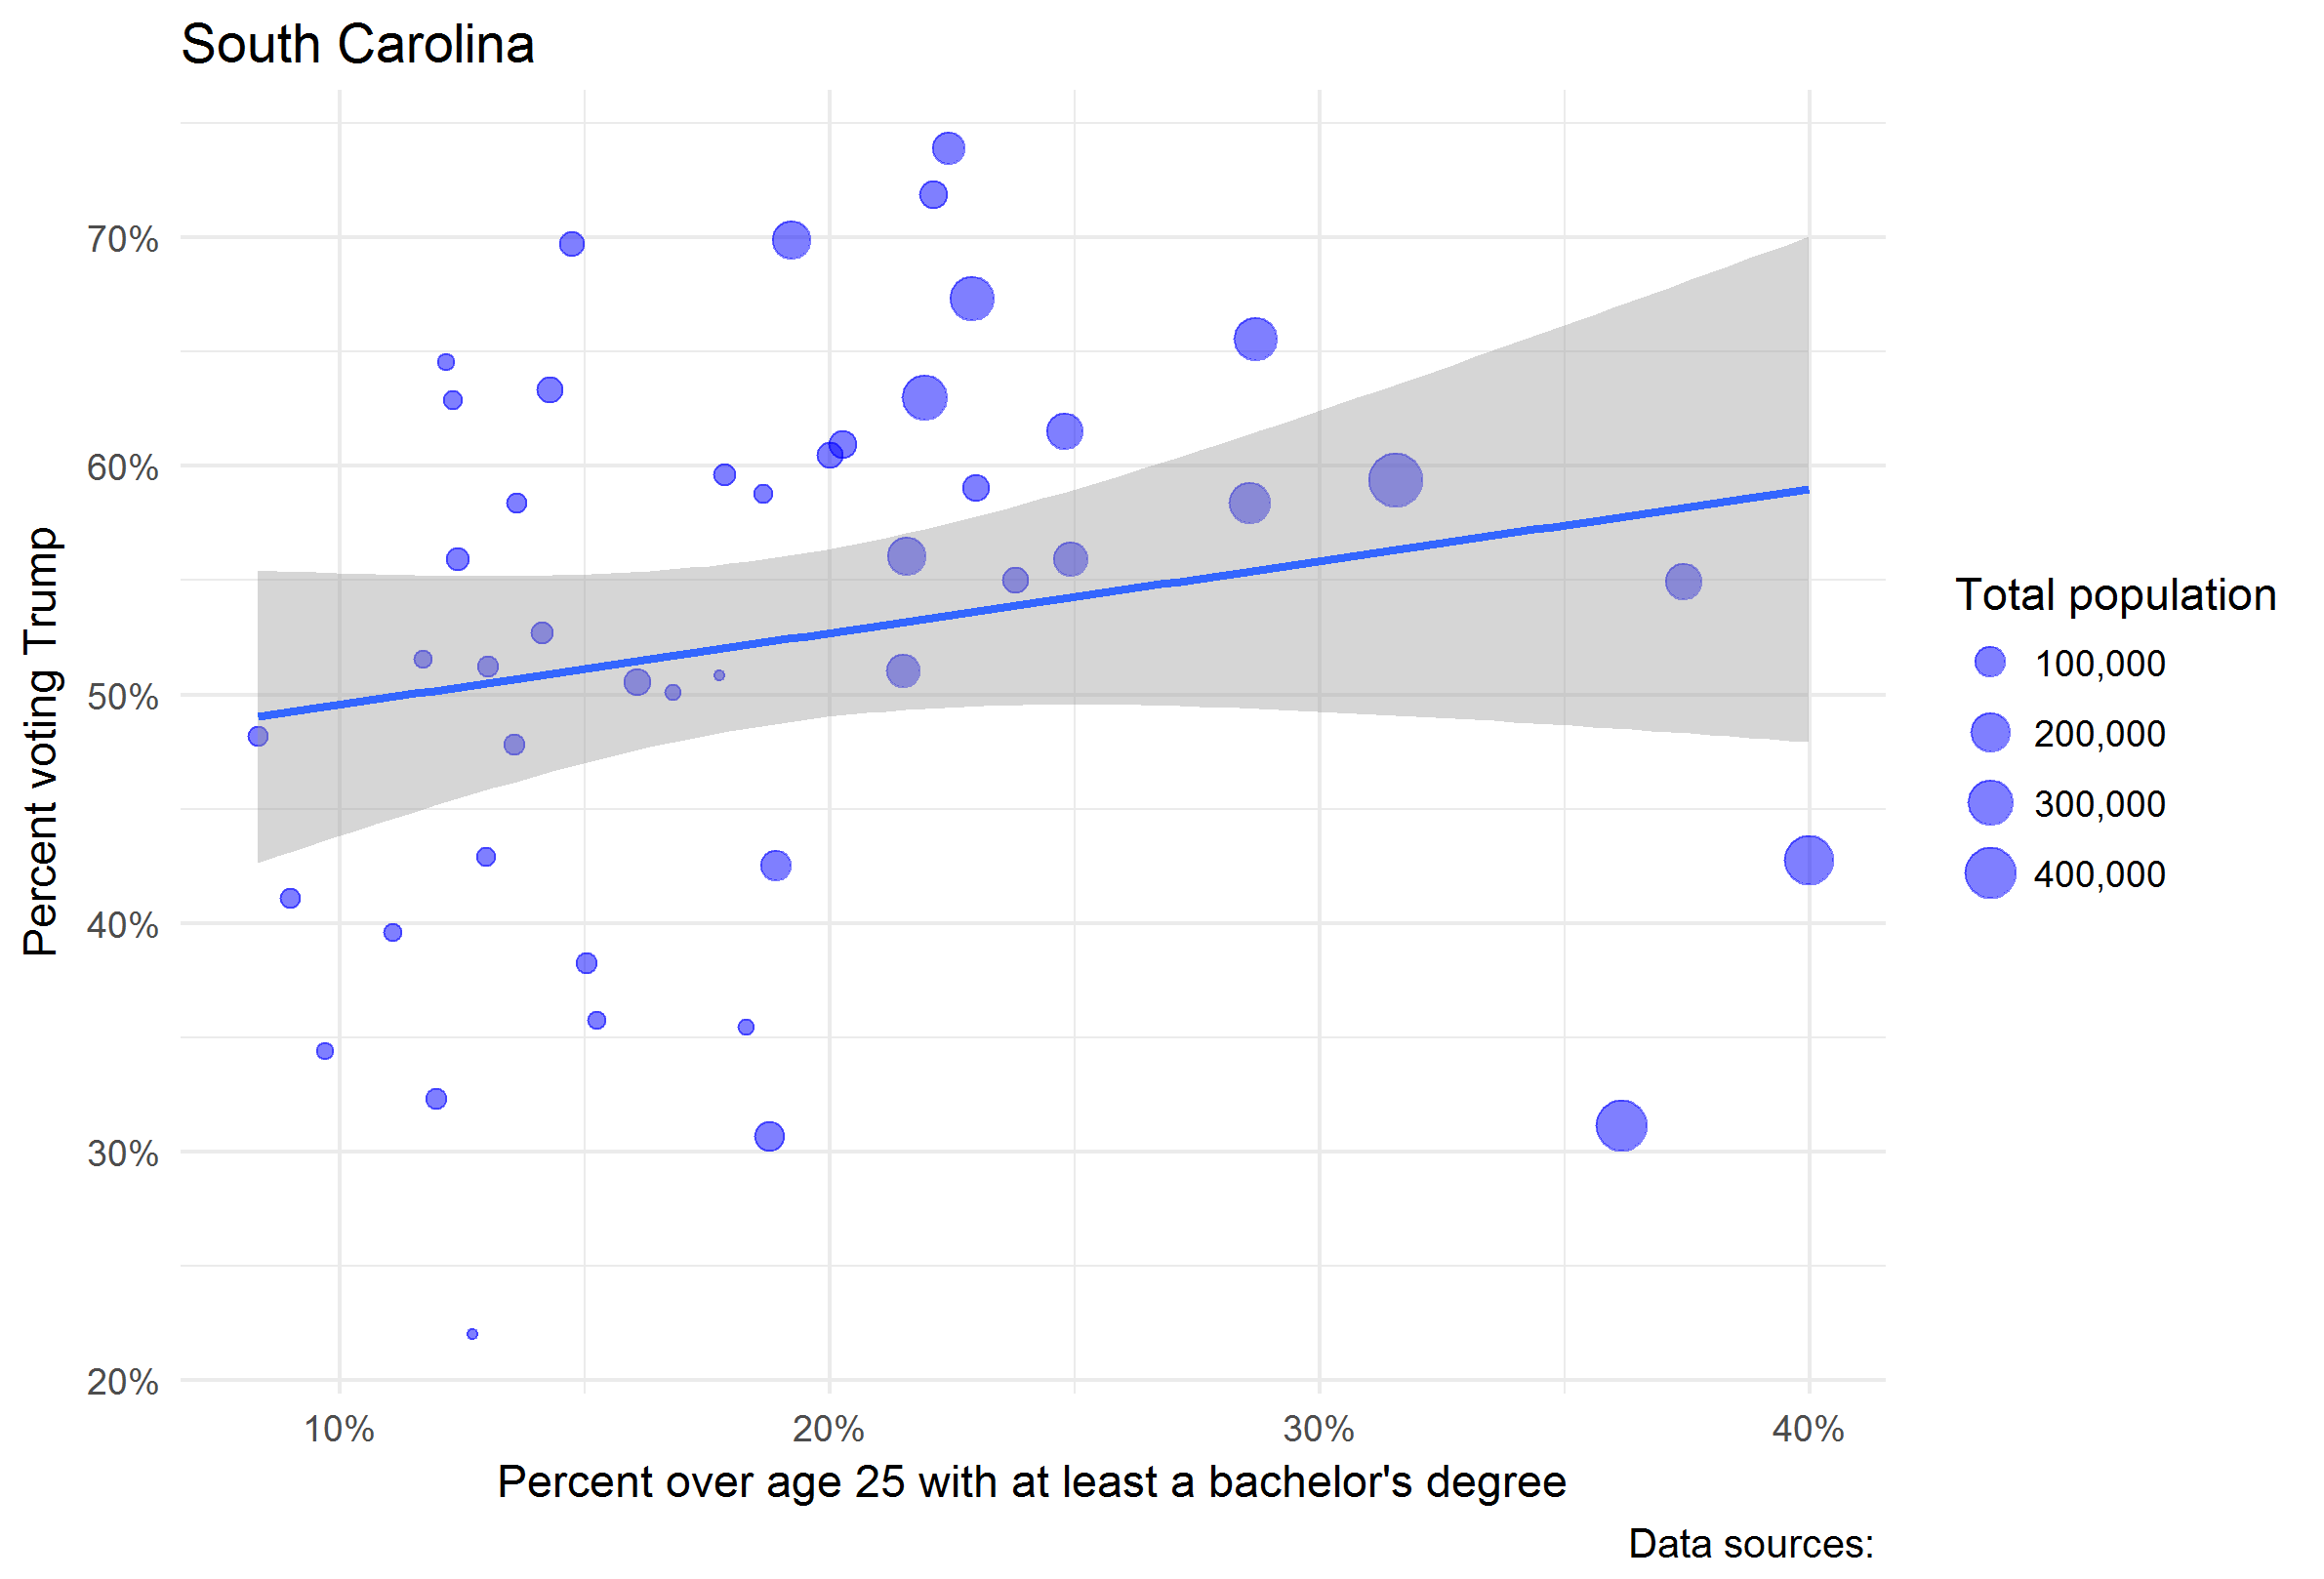 South Carolina
Percent voting Trump
70%
60%
50%
40%
30%
20%
10%
20%
30%
40%
Percent over age 25 with at least a bachelor's degree
Total population
100,000
200,000
300,000
400,000
Data sources: